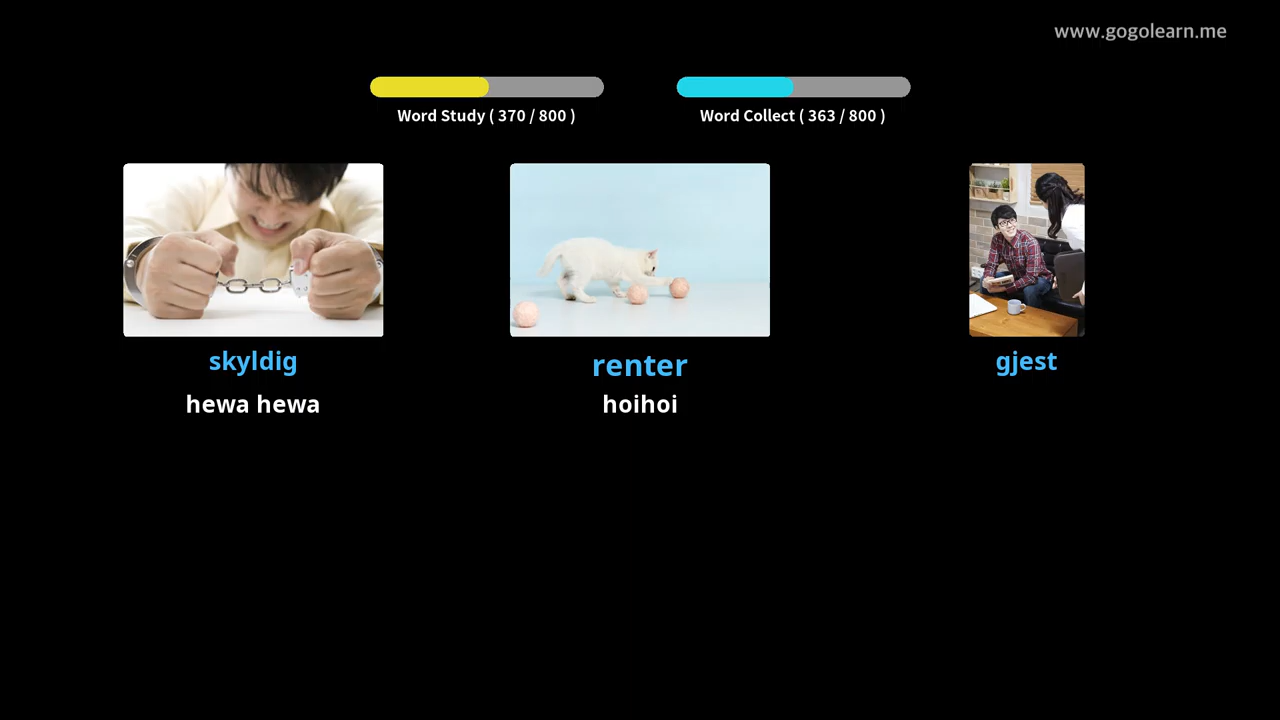 www.gogolearn.me
Word Study ( 370 / 800 )
Word Collect ( 363 / 800 )
skyldig
renter
gjest
hewa hewa
hoihoi